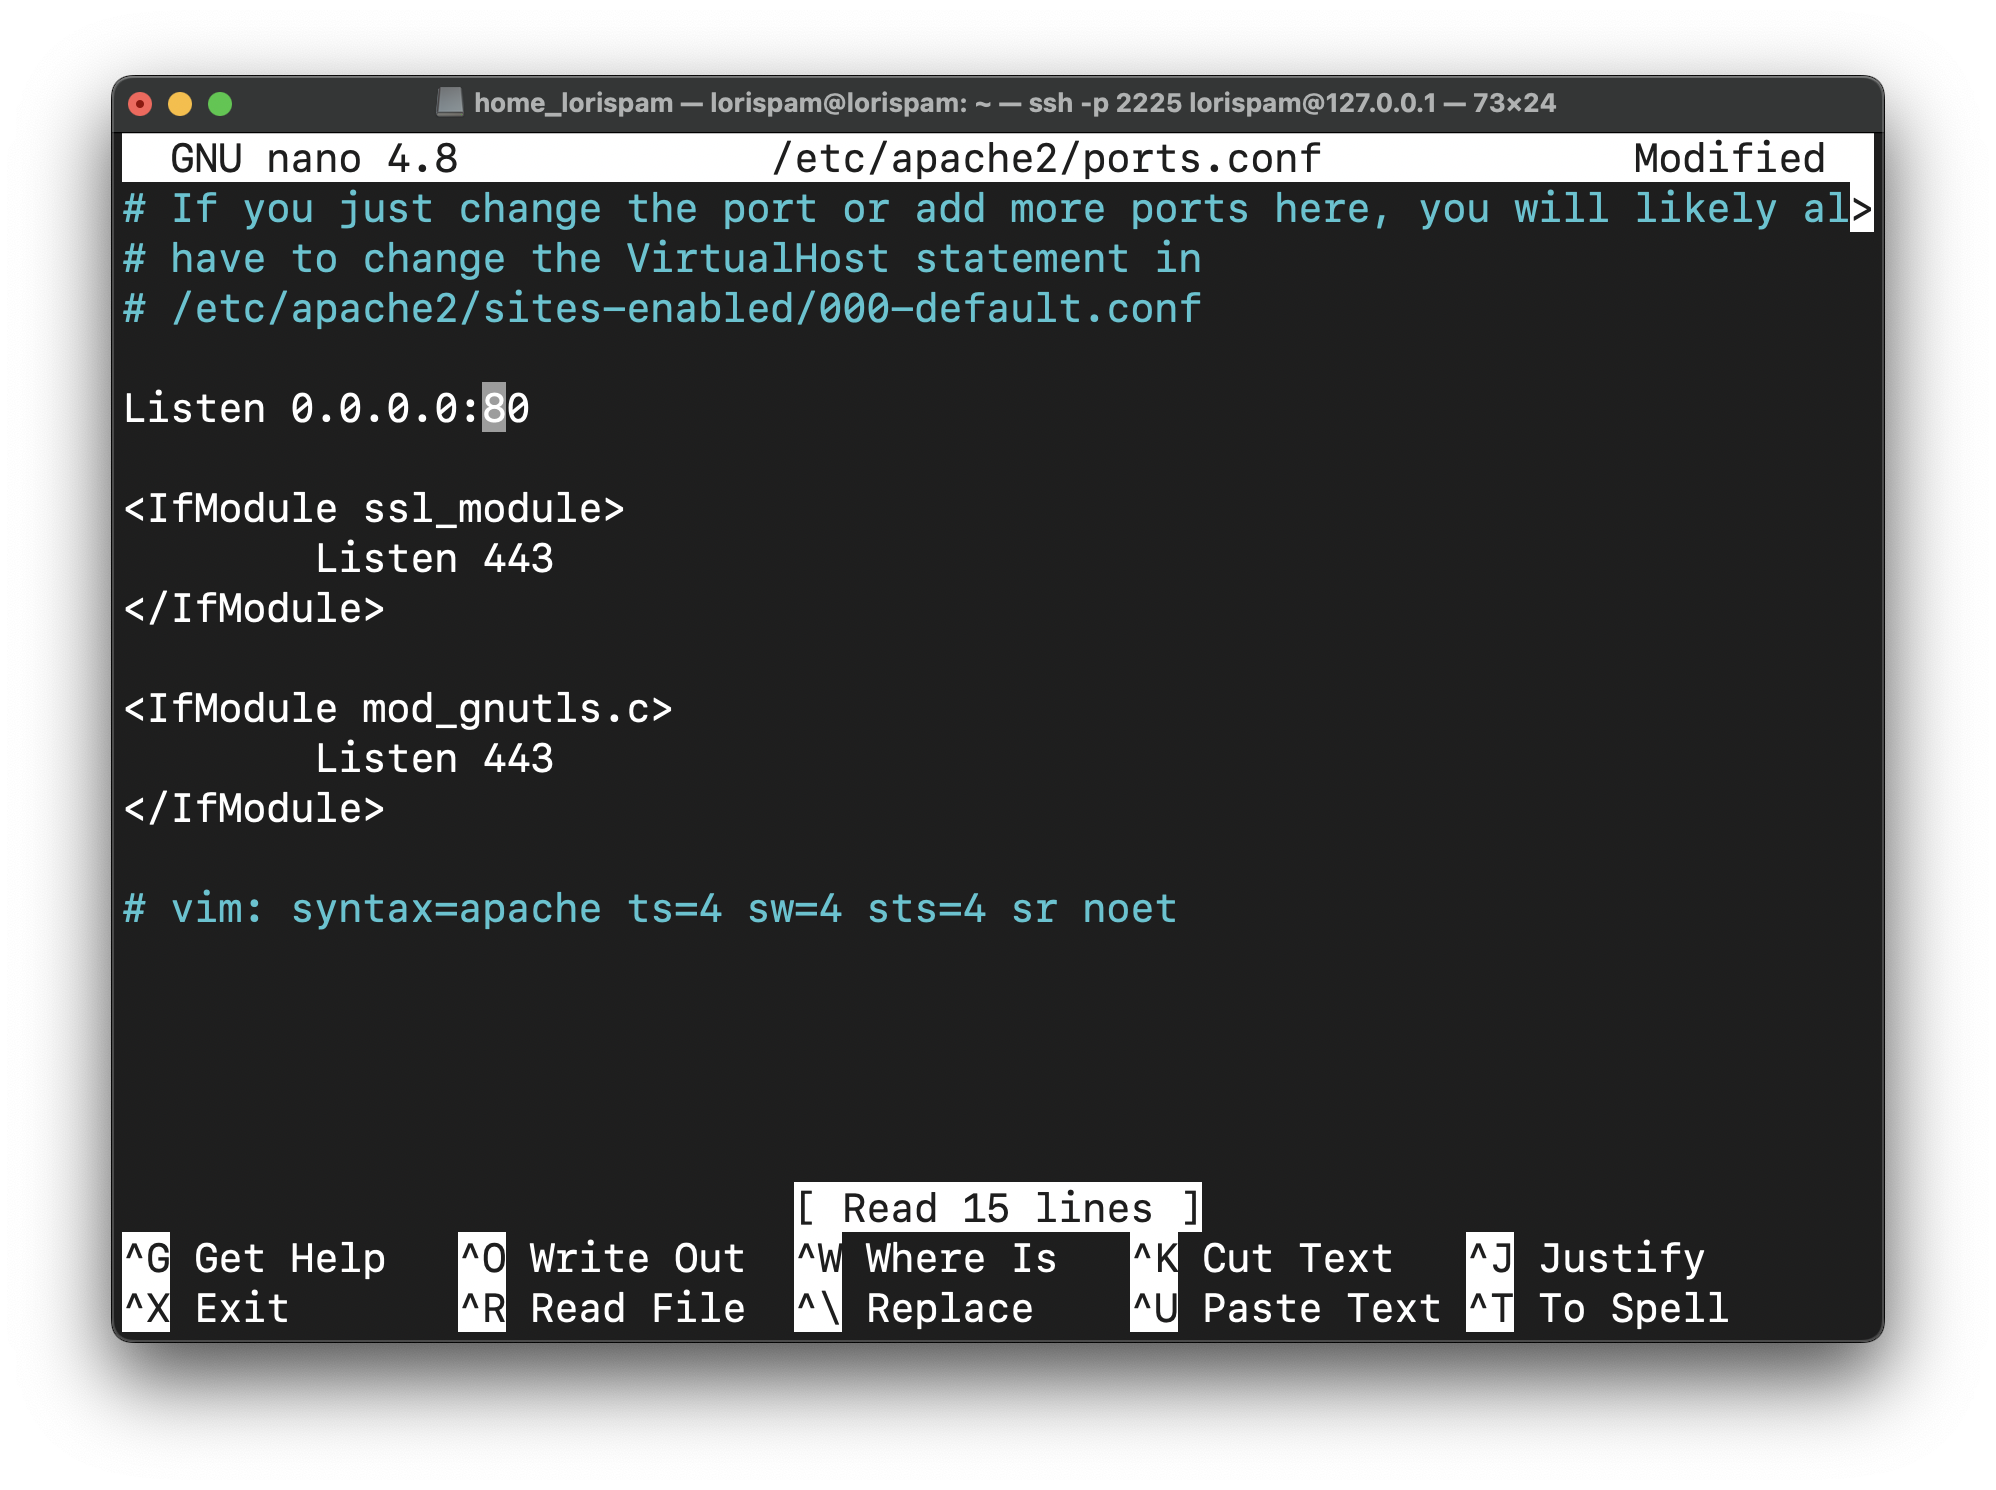 home_lorispam — lorispam@lorispam: ~ — ssh -p 2225 lorispam@127.0.0.1 — 73×24
GNU nano 4.8 /etc/apache2/ports.conf Modified
# If you just change the port or add more ports here, you will likely al>
# have to change the VirtualHost statement in
# /etc/apache2/sites-enabled/000-default.conf
Listen 0.0.0.0:80
<IfModule ssl_module>
        Listen 443
</IfModule>
<IfModule mod_gnutls.c>
        Listen 443
</IfModule>
# vim: syntax=apache ts=4 sw=4 sts=4 sr noet
[ Read 15 lines ]
^G Get Help ^O Write Out ^W Where Is ^K Cut Text ^J Justify
^X Exit ^R Read File ^\ Replace ^U Paste Text ^T To Spell